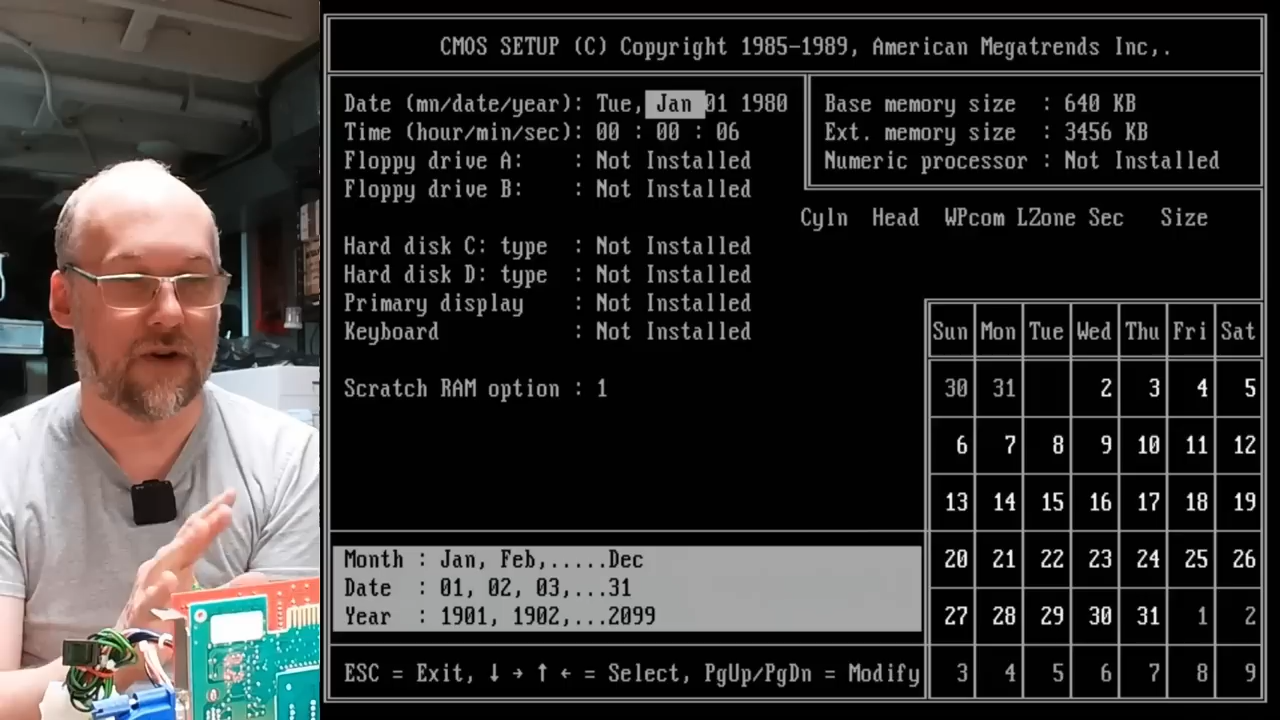 CMOS SETUP (C) Copyright 1985-1989, American Megatrends Inc,.
Date (mn/date/year): Tue, Jan 01 1980
Time (hour/min/sec): 00 : 00 : 06
Floppy drive A: : Not Installed
Floppy drive B: : Not Installed
Hard disk C: type : Not Installed
Hard disk D: type : Not Installed
Primary display : Not Installed
Keyboard : Not Installed
Scratch RAM option : 1
Base memory size : 640 KB
Ext. memory size : 3456 KB
Numeric processor : Not Installed
Cyln Head WPcom LZone Sec Size
Sun Mon Tue Wed Thu Fri Sat
30 31 2 3 4 5
6 7 8 9 10 11 12
13 14 15 16 17 18 19
20 21 22 23 24 25 26
27 28 29 30 31 1 2
3 4 5 6 7 8 9
Month : Jan, Feb,.....Dec
Date : 01, 02, 03,...31
Year : 1901, 1902,...2099
ESC = Exit, ↓ → ↑ ← = Select, PgUp/PgDn = Modify